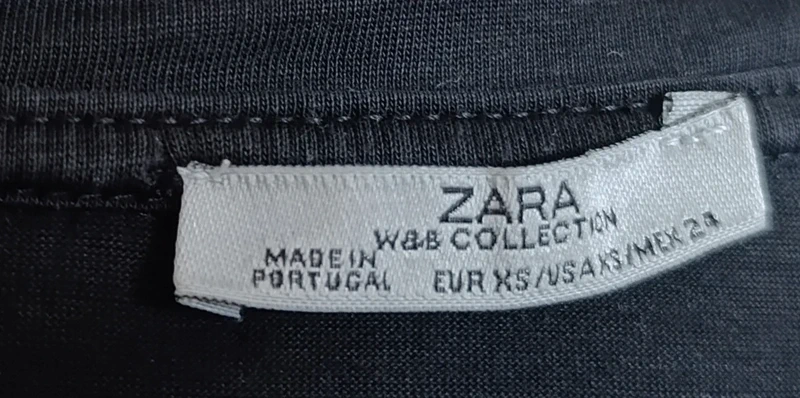 ZARA
W&B COLLECTION
MADE IN
PORTUGAL
EUR XS/USA XS/MEX 24